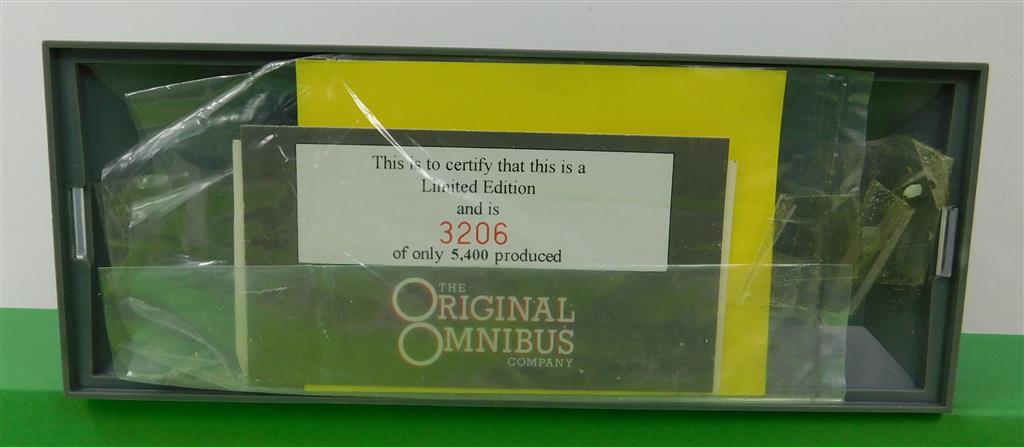 This is to certify that this is a
Limited Edition
and is
3206
of only 5,400 produced
THE
ORIGINAL
OMNIBUS
COMPANY